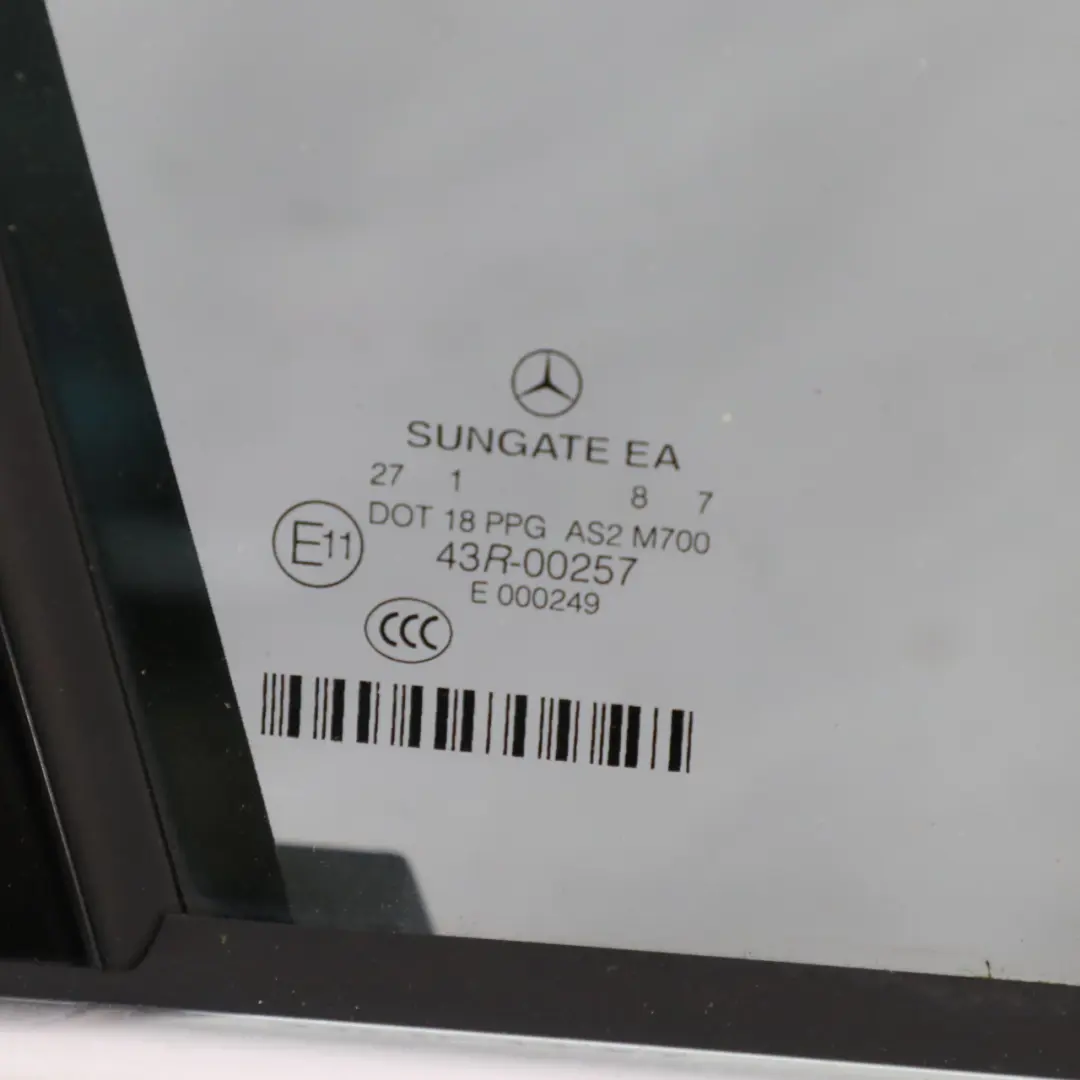 SUNGATE EA
27 1 8 7
DOT 18 PPG AS2 M700
E11
43R-00257
E 000249
CCC